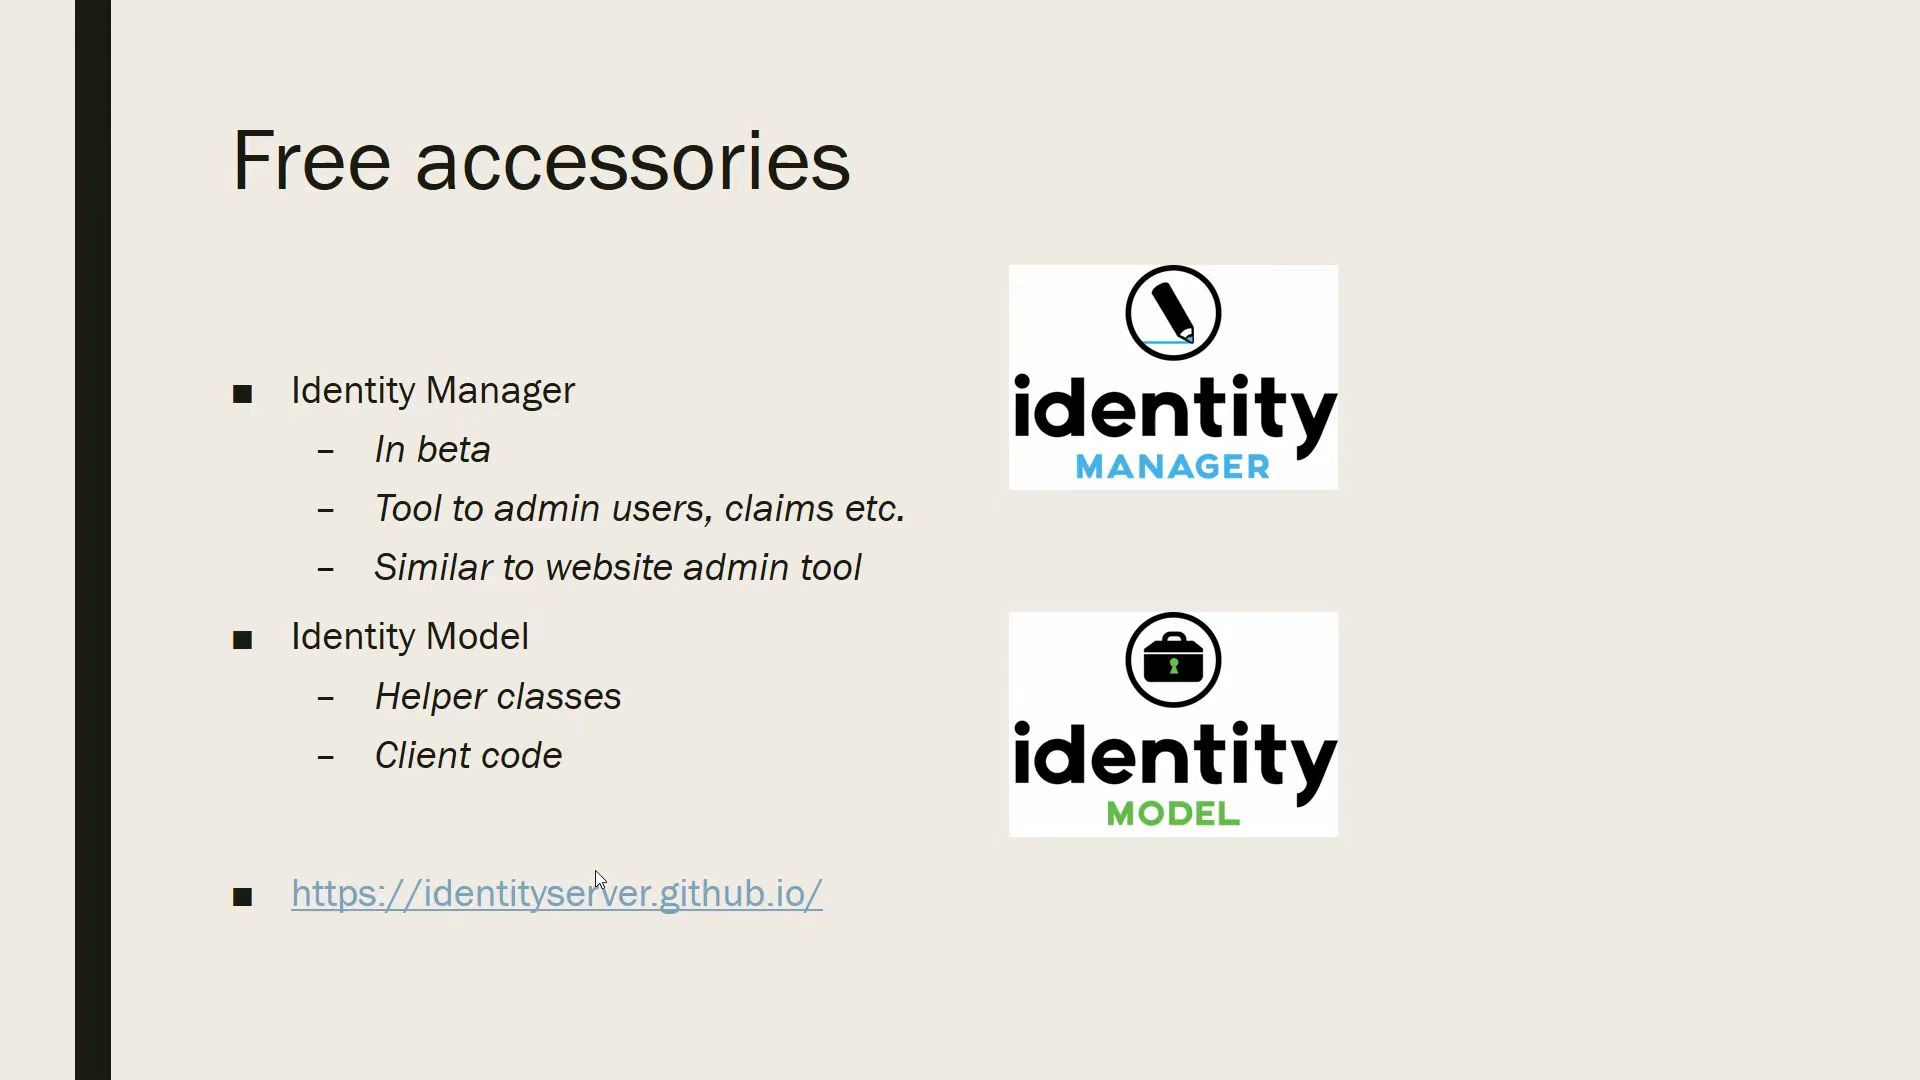 Free accessories
■ Identity Manager
– In beta
– Tool to admin users, claims etc.
– Similar to website admin tool
■ Identity Model
– Helper classes
– Client code
■ https://identityserver.github.io/
identity
MANAGER
identity
MODEL